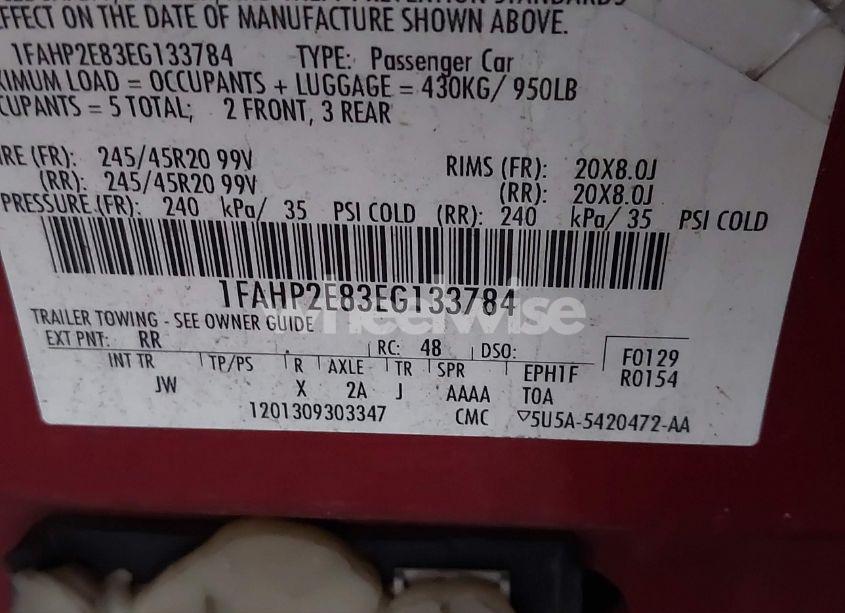 EFFECT ON THE DATE OF MANUFACTURE SHOWN ABOVE.
1FAHP2E83EG133784 TYPE: Passenger Car
XIMUM LOAD = OCCUPANTS + LUGGAGE = 430KG/ 950LB
CUPANTS = 5 TOTAL; 2 FRONT, 3 REAR
IRE (FR): 245/45R20 99V RIMS (FR): 20X8.0J
(RR): 245/45R20 99V (RR): 20X8.0J
PRESSURE (FR): 240 kPa/ 35 PSI COLD (RR): 240 kPa/ 35 PSI COLD
1FAHP2E83EG133784
wheelwise
TRAILER TOWING - SEE OWNER GUIDE
EXT PNT: RR RC: 48 DSO: F0129
INT TR TP/PS R AXLE TR SPR EPH1F R0154
JW X 2A J AAAA T0A
1201309303347 CMC ▽5U5A-5420472-AA